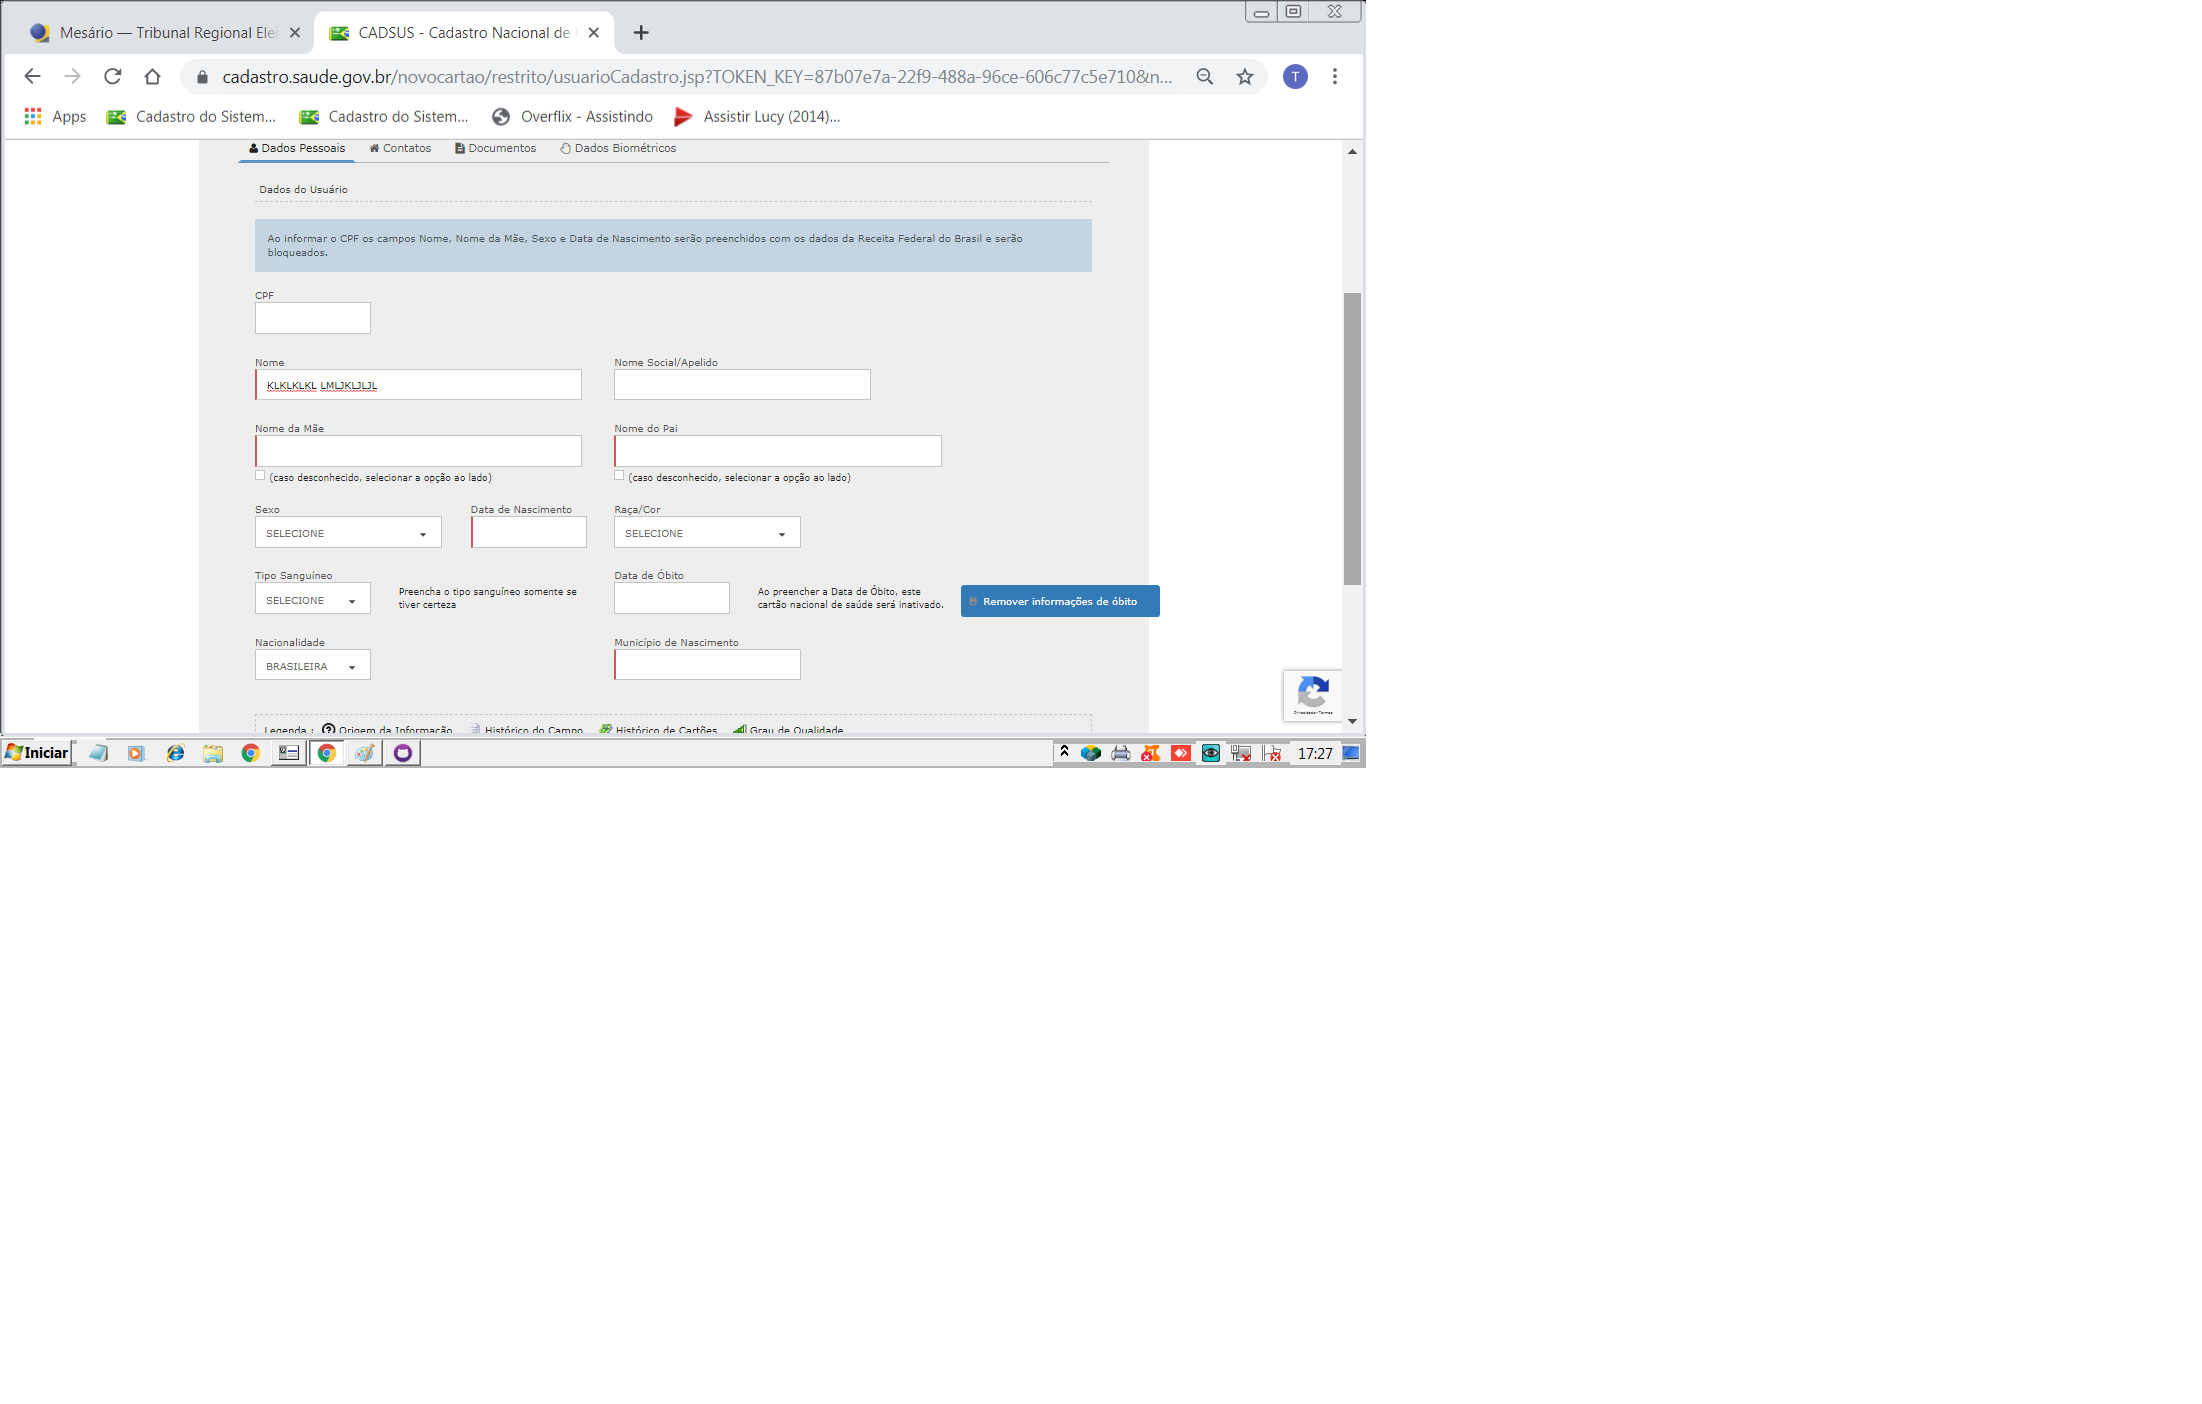 Mesário — Tribunal Regional Elei
CADSUS - Cadastro Nacional de
cadastro.saude.gov.br/novocartao/restrito/usuarioCadastro.jsp?TOKEN_KEY=87b07e7a-22f9-488a-96ce-606c77c5e710&n...
T
Apps
Cadastro do Sistem...
Cadastro do Sistem...
Overflix - Assistindo
Assistir Lucy (2014)...
Dados Pessoais
Contatos
Documentos
Dados Biométricos
Dados do Usuário
Ao informar o CPF os campos Nome, Nome da Mãe, Sexo e Data de Nascimento serão preenchidos com os dados da Receita Federal do Brasil e serão
bloqueados.
CPF
Nome
Nome Social/Apelido
KLKLKLKL LMLJKLJLJL
Nome da Mãe
Nome do Pai
(caso desconhecido, selecionar a opção ao lado)
(caso desconhecido, selecionar a opção ao lado)
Sexo
Data de Nascimento
Raça/Cor
SELECIONE
SELECIONE
Tipo Sanguíneo
Data de Óbito
SELECIONE
Preencha o tipo sanguíneo somente se
tiver certeza
Ao preencher a Data de Óbito, este
cartão nacional de saúde será inativado.
Remover informações de óbito
Nacionalidade
Município de Nascimento
BRASILEIRA
Privacidade-Termos
Legenda :
Origem da Informação
Histórico do Campo
Histórico de Cartões
Grau de Qualidade
Iniciar
17:27